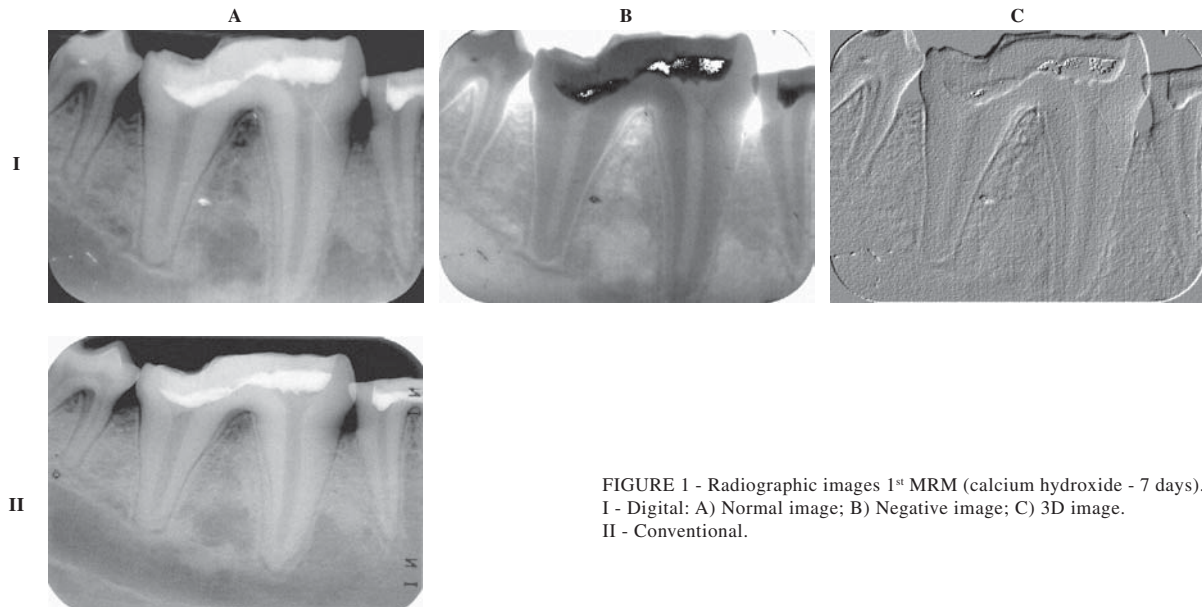 A B C
I
II
FIGURE 1 - Radiographic images 1st MRM (calcium hydroxide - 7 days).
I - Digital: A) Normal image; B) Negative image; C) 3D image.
II - Conventional.